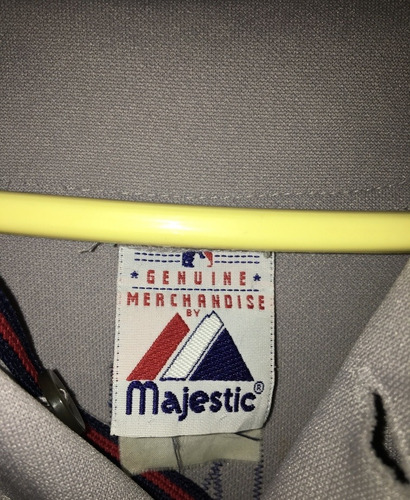 * GENUINE *
MERCHANDISE
BY
Majestic®